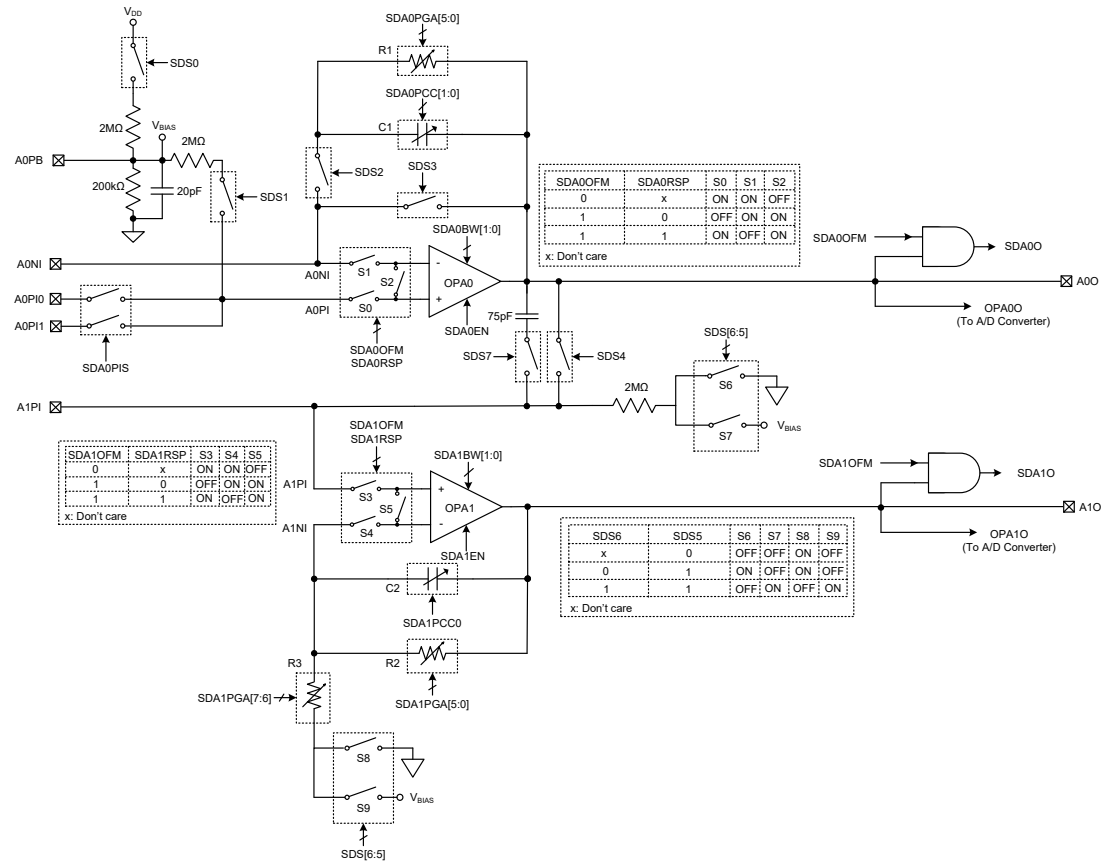 SDA0PGA[5:0]
VDD
R1
SDS0
SDA0PCC[1:0]
C1
2MΩ
VBIAS
2MΩ
A0PB
SDS3
SDS2
200kΩ
20pF
SDS1
SDA0OFM SDA0RSP S0 S1 S2
0 x ON ON OFF
1 0 OFF ON ON
1 1 ON OFF ON
x: Don't care
SDA0OFM
SDA0O
SDA0BW[1:0]
A0NI
A0NI
S1
S2
-
OPA0
+
S0
A0PI
A0O
A0PI0
A0PI1
SDA0EN
OPA0O
(To A/D Converter)
75pF
SDA0OFM
SDA0RSP
SDA0PIS
SDS7
SDS4
SDS[6:5]
2MΩ
S6
A1PI
S7
VBIAS
SDA1OFM SDA1RSP S3 S4 S5
0 x ON ON OFF
1 0 OFF ON ON
1 1 ON OFF ON
x: Don't care
SDA1OFM
SDA1RSP
SDA1BW[1:0]
A1PI
S3
S5
+
OPA1
-
S4
A1NI
SDA1EN
SDA1OFM
SDA1O
A1O
OPA1O
(To A/D Converter)
SDS6 SDS5 S6 S7 S8 S9
x 0 OFF OFF ON OFF
0 1 ON OFF ON OFF
1 1 OFF ON OFF ON
x: Don't care
C2
SDA1PCC0
R3
R2
SDA1PGA[7:6]
SDA1PGA[5:0]
S8
S9
VBIAS
SDS[6:5]